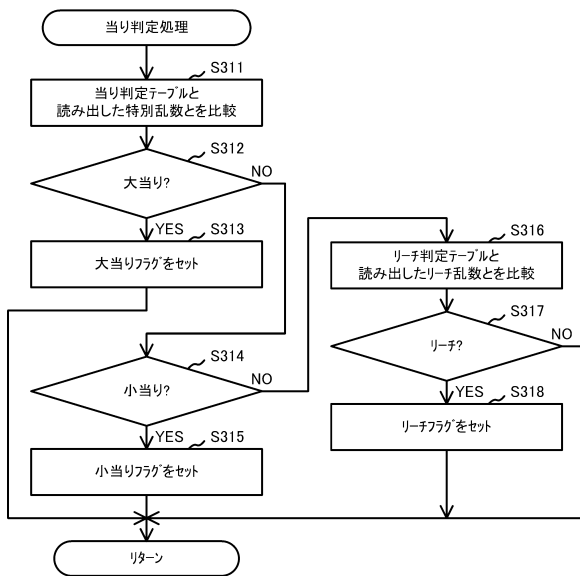 当り判定処理
S311
当り判定テーブルと
読み出した特別乱数とを比較
S312
大当り?
NO
YES
S313
大当りフラグをセット
S314
小当り?
NO
YES
S315
小当りフラグをセット
S316
リーチ判定テーブルと
読み出したリーチ乱数とを比較
S317
リーチ?
NO
YES
S318
リーチフラグをセット
リターン